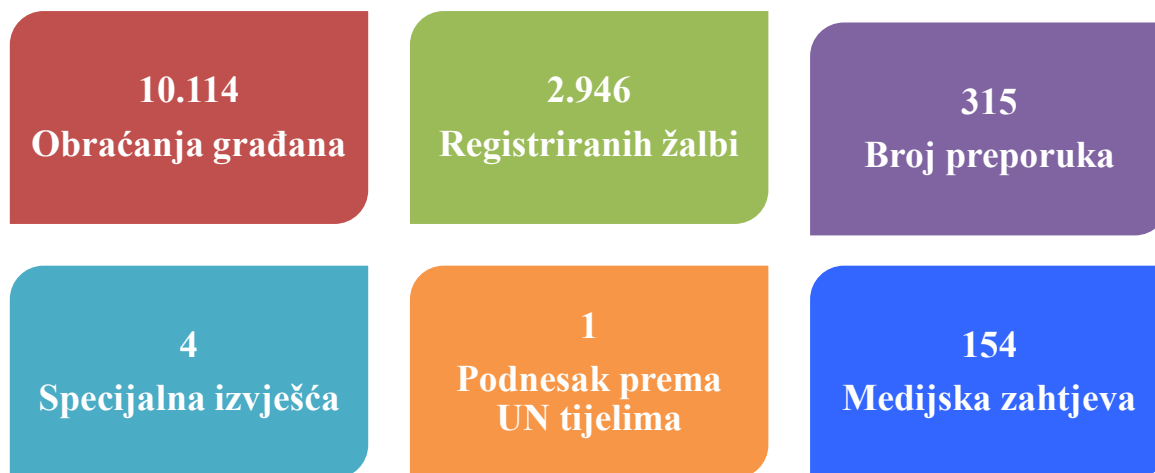 10.114
Obraćanja građana
2.946
Registriranih žalbi
315
Broj preporuka
4
Specijalna izvješća
1
Podnesak prema
UN tijelima
154
Medijska zahtjeva